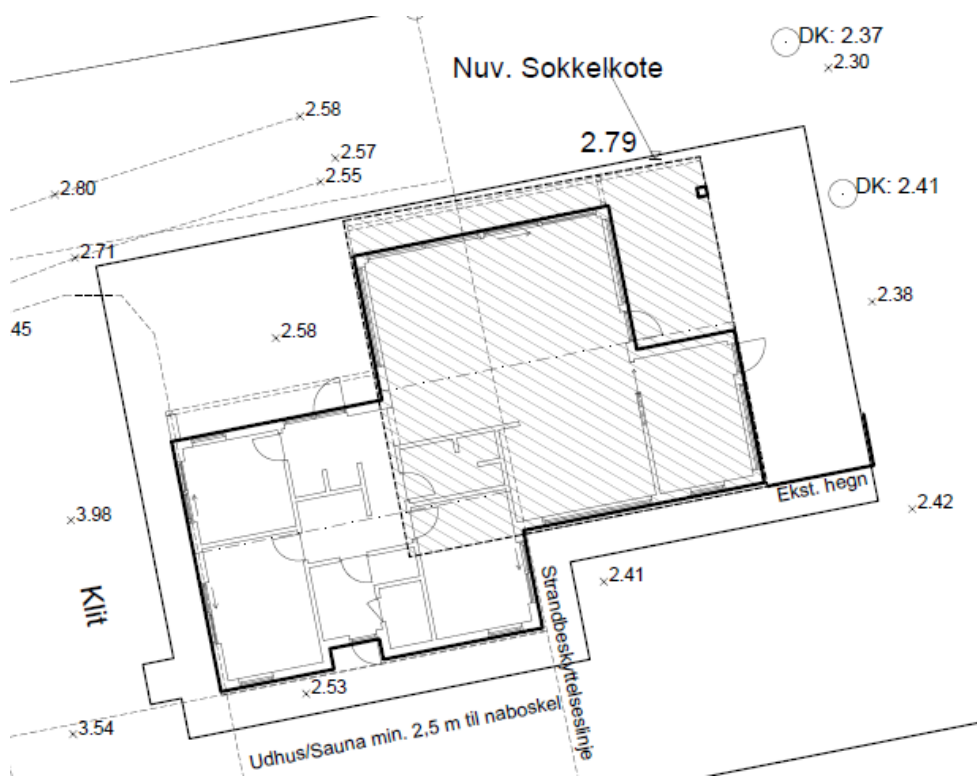 DK: 2.37
2.30
Nuv. Sokkelkote
2.58
2.79
2.57
2.55
2.80
DK: 2.41
2.71
2.38
45
2.58
Ekst. hegn
3.98
2.42
Klit
2.41
Strandbeskyttelseslinje
2.53
3.54
Udhus/Sauna min. 2,5 m til naboskel